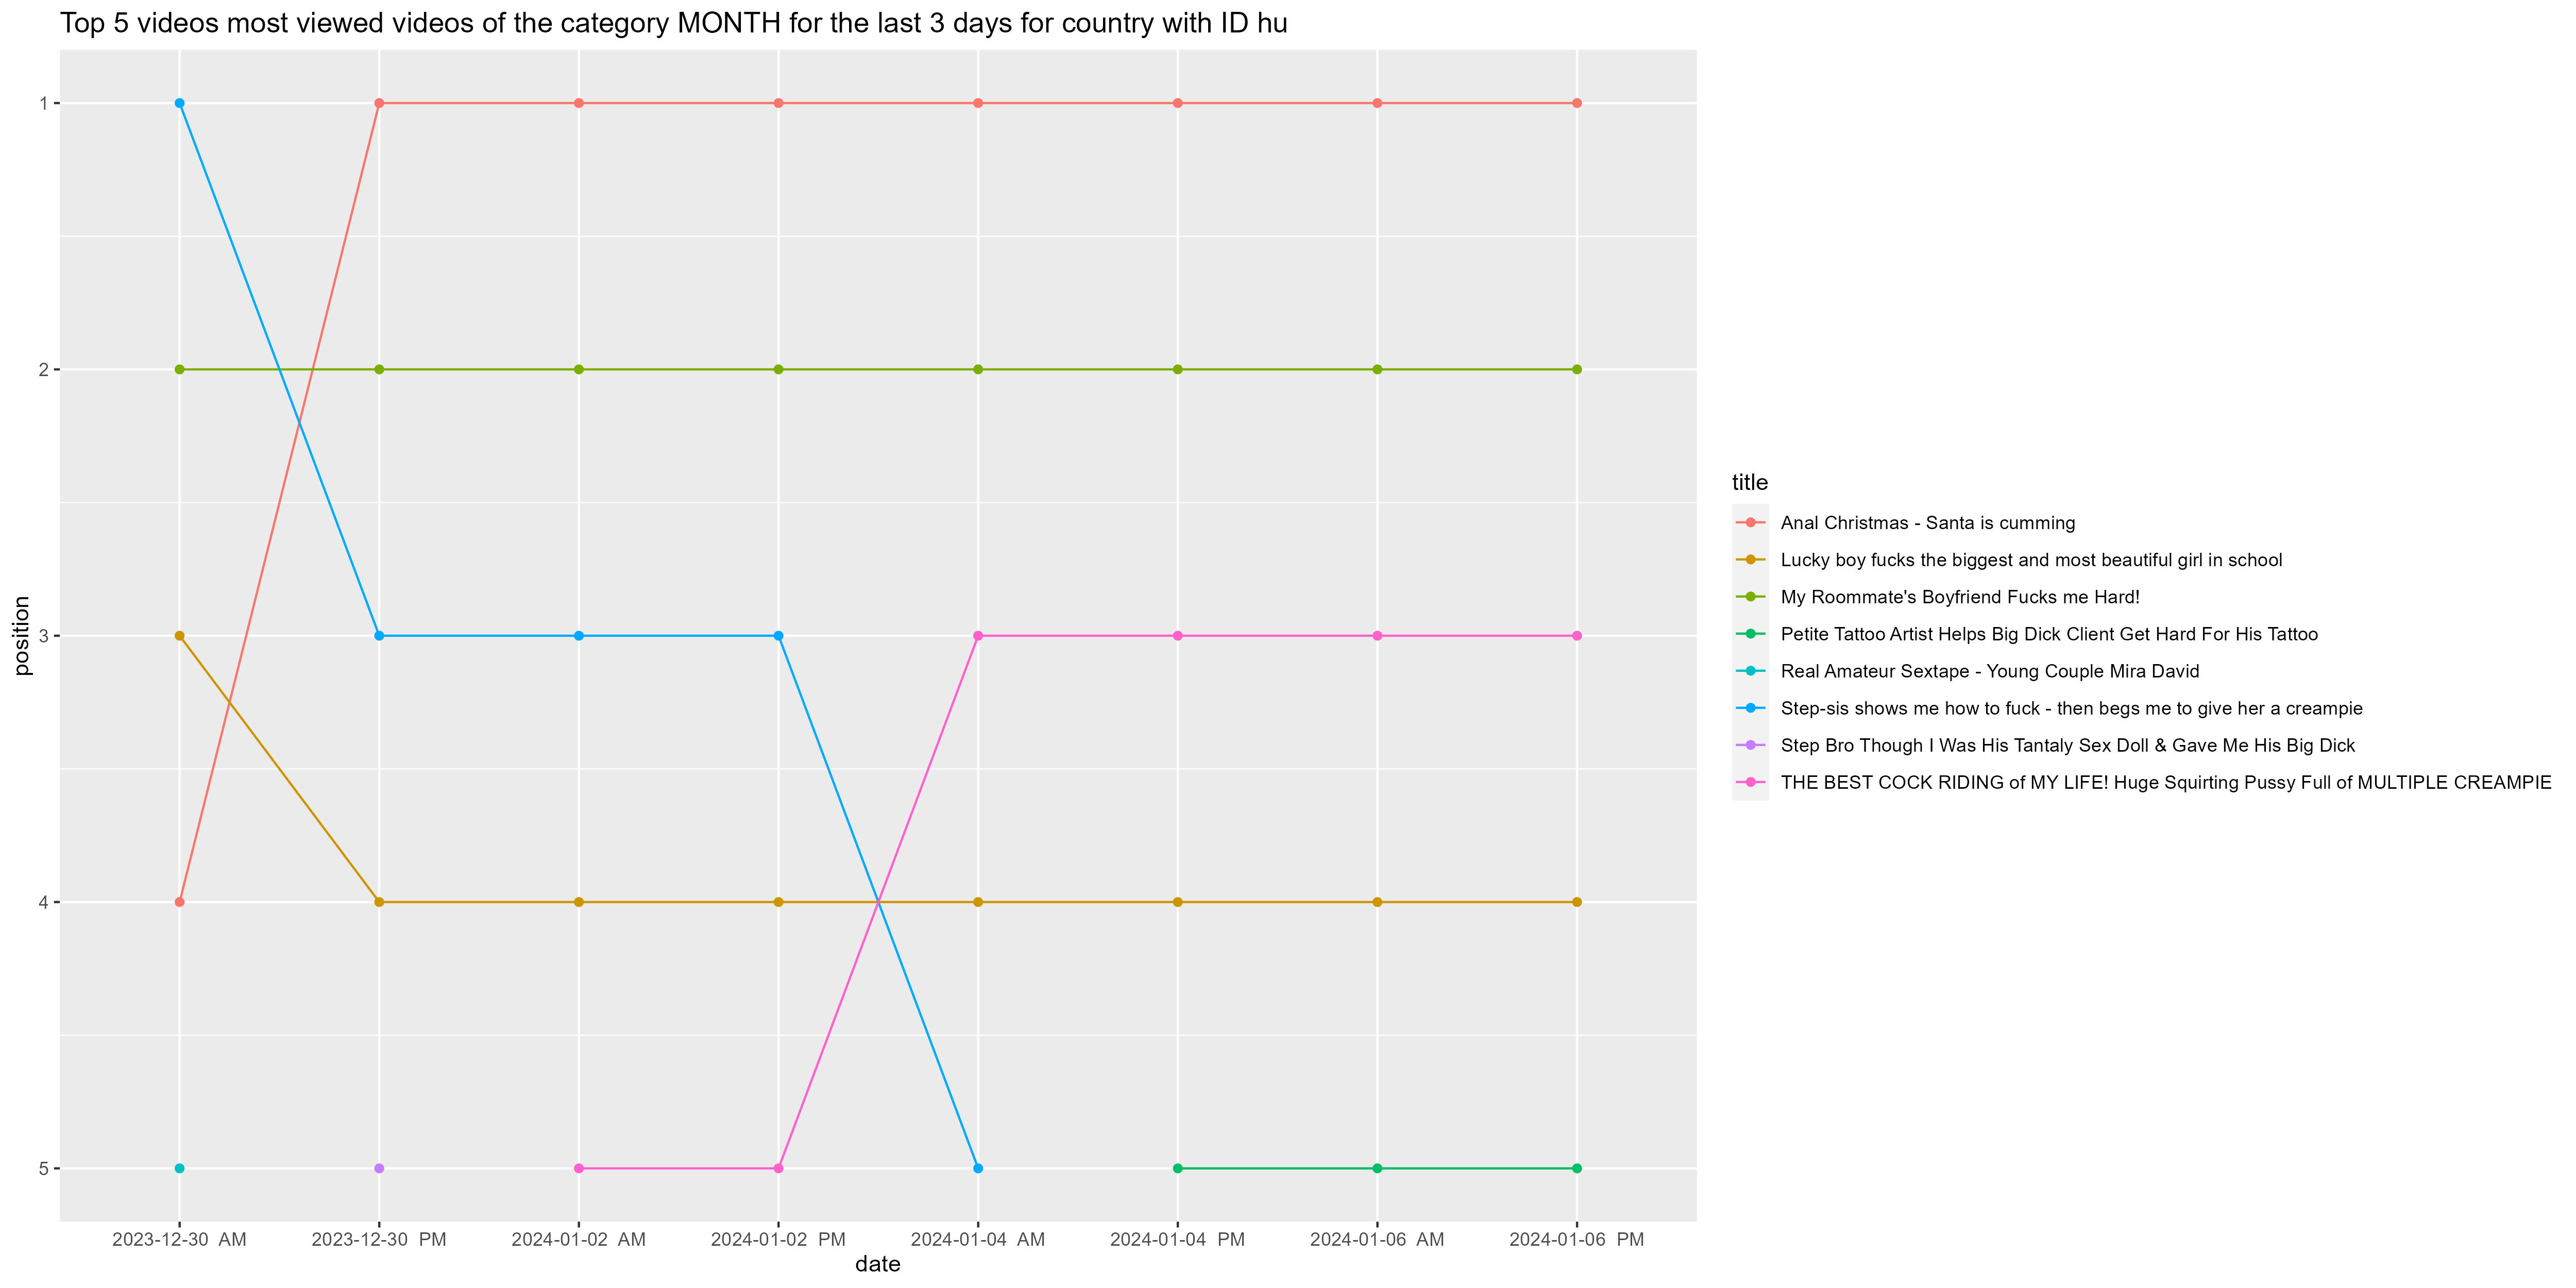 Top 5 videos most viewed videos of the category MONTH for the last 3 days for country with ID hu
position
1
2
3
4
5
2023-12-30 AM
2023-12-30 PM
2024-01-02 AM
2024-01-02 PM
2024-01-04 AM
2024-01-04 PM
2024-01-06 AM
2024-01-06 PM
date
title
Anal Christmas - Santa is cumming
Lucky boy fucks the biggest and most beautiful girl in school
My Roommate's Boyfriend Fucks me Hard!
Petite Tattoo Artist Helps Big Dick Client Get Hard For His Tattoo
Real Amateur Sextape - Young Couple Mira David
Step-sis shows me how to fuck - then begs me to give her a creampie
Step Bro Though I Was His Tantaly Sex Doll & Gave Me His Big Dick
THE BEST COCK RIDING of MY LIFE! Huge Squirting Pussy Full of MULTIPLE CREAMPIE